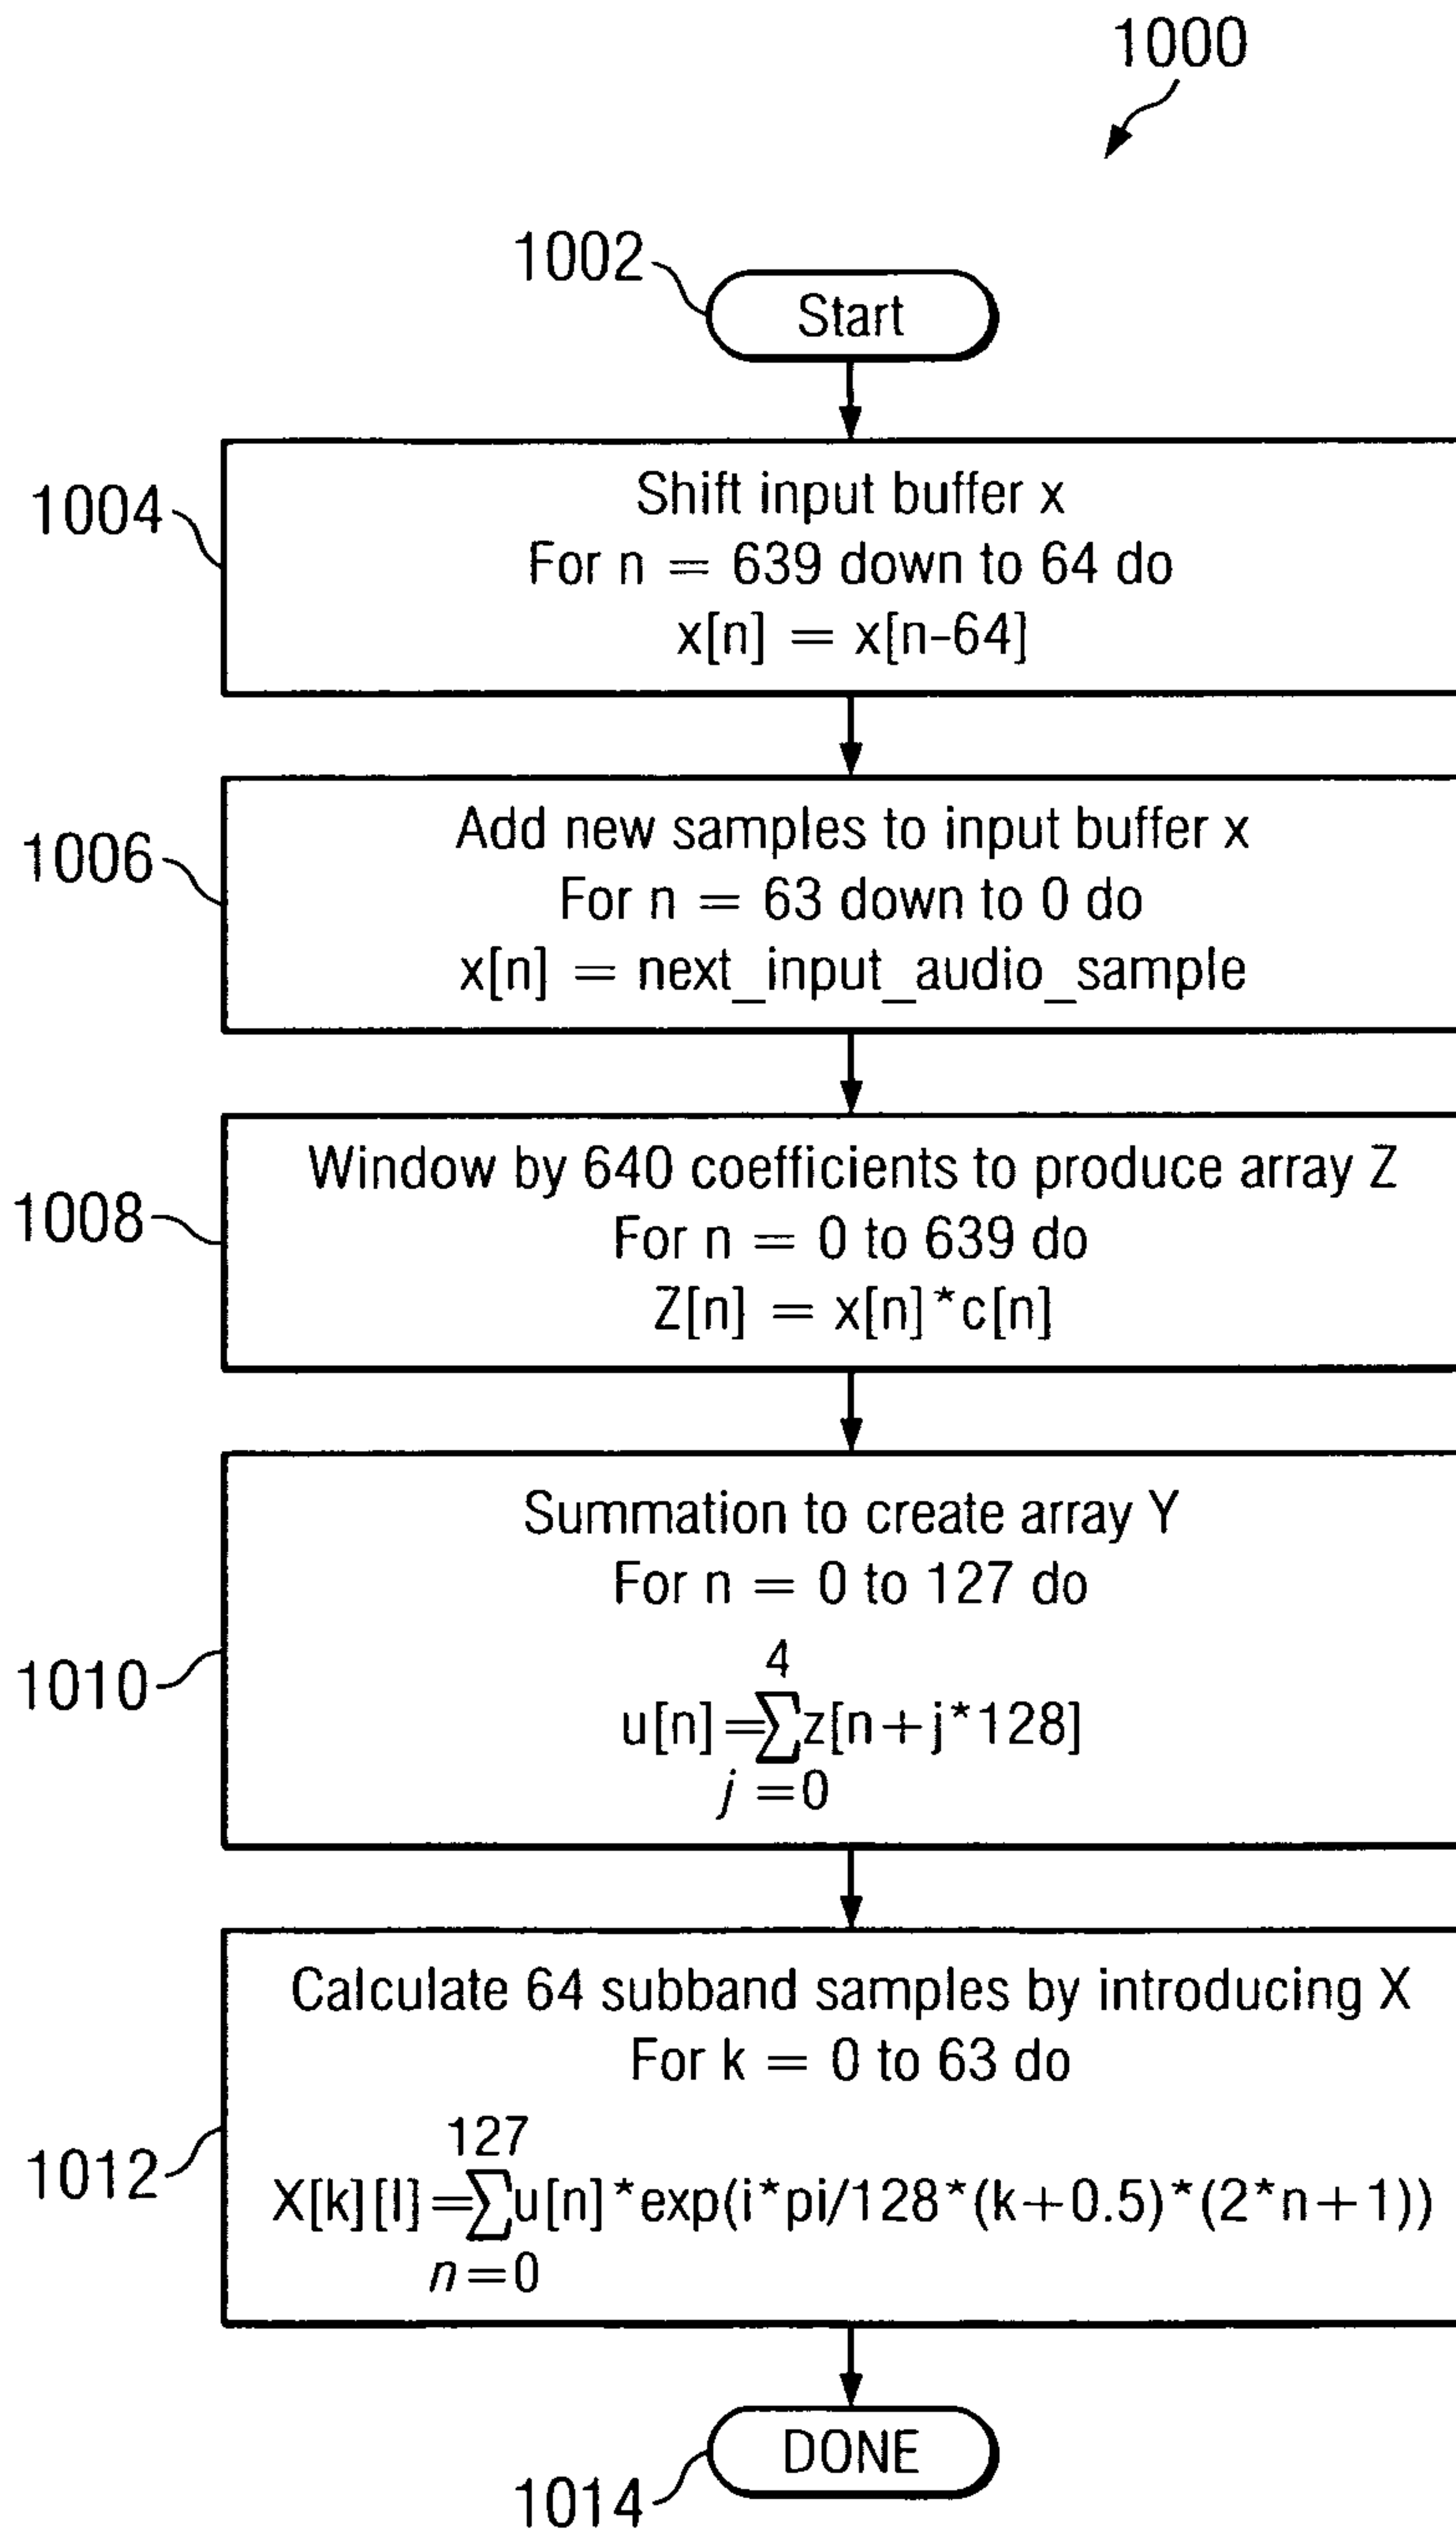 1000
1002
Start
1004
Shift input buffer x
For n = 639 down to 64 do
x[n] = x[n-64]
1006
Add new samples to input buffer x
For n = 63 down to 0 do
x[n] = next_input_audio_sample
1008
Window by 640 coefficients to produce array Z
For n = 0 to 639 do
Z[n] = x[n]*c[n]
1010
Summation to create array Y
For n = 0 to 127 do
4
u[n]=∑z[n+j*128]
j=0
1012
Calculate 64 subband samples by introducing X
For k = 0 to 63 do
127
X[k][l]=∑u[n]*exp(i*pi/128*(k+0.5)*(2*n+1))
n=0
DONE
1014